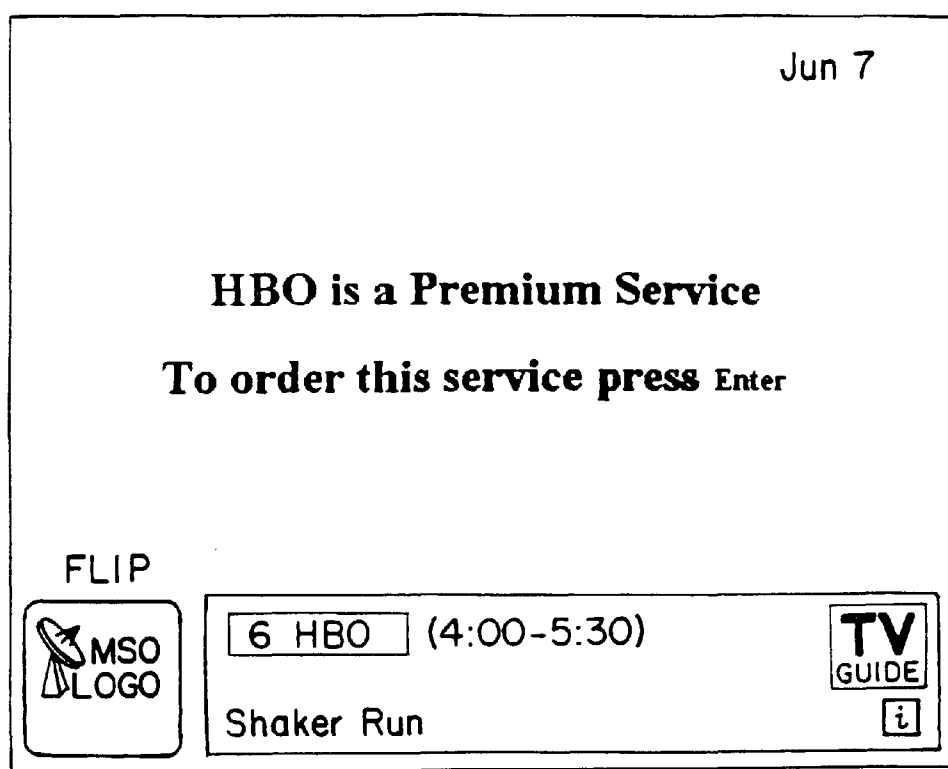 Jun 7
HBO is a Premium Service
To order this service press Enter
FLIP
MSO
LOGO
6 HBO (4:00-5:30)
TV
GUIDE
Shaker Run
i